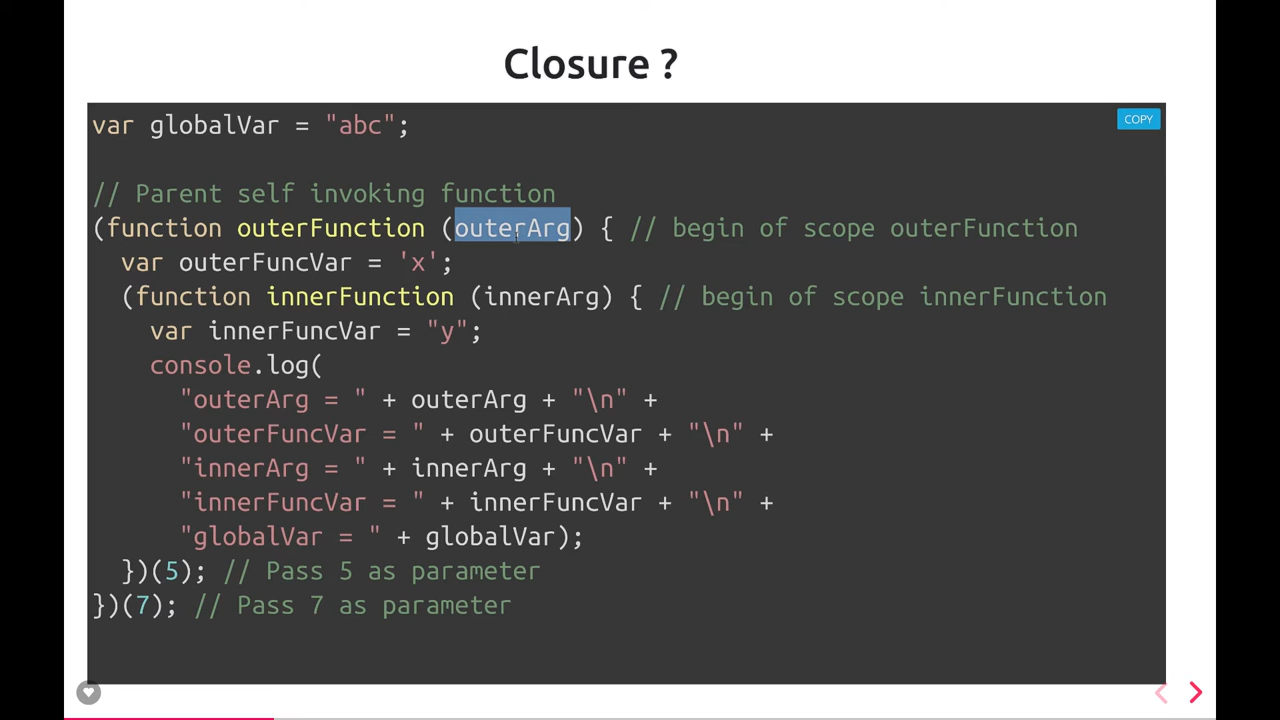 Closure ?
COPY
var globalVar = "abc";
// Parent self invoking function
(function outerFunction (outerArg) { // begin of scope outerFunction
  var outerFuncVar = 'x';
  (function innerFunction (innerArg) { // begin of scope innerFunction
    var innerFuncVar = "y";
    console.log(
      "outerArg = " + outerArg + "\n" +
      "outerFuncVar = " + outerFuncVar + "\n" +
      "innerArg = " + innerArg + "\n" +
      "innerFuncVar = " + innerFuncVar + "\n" +
      "globalVar = " + globalVar);
  })(5); // Pass 5 as parameter
})(7); // Pass 7 as parameter